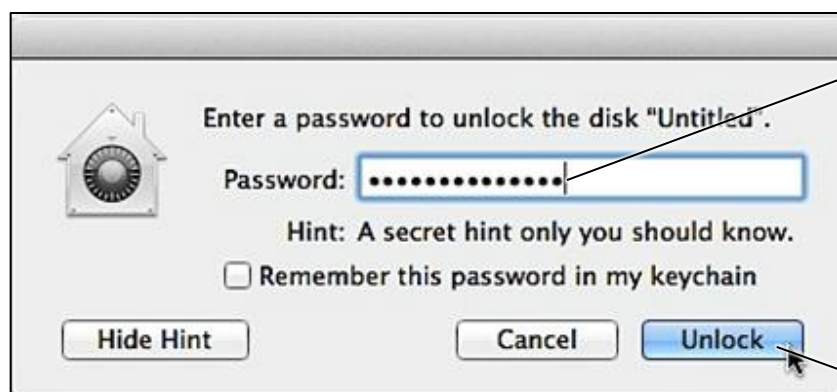 Enter a password to unlock the disk "Untitled".
Password: ••••••••••••••
Hint: A secret hint only you should know.
Remember this password in my keychain
Hide Hint Cancel Unlock